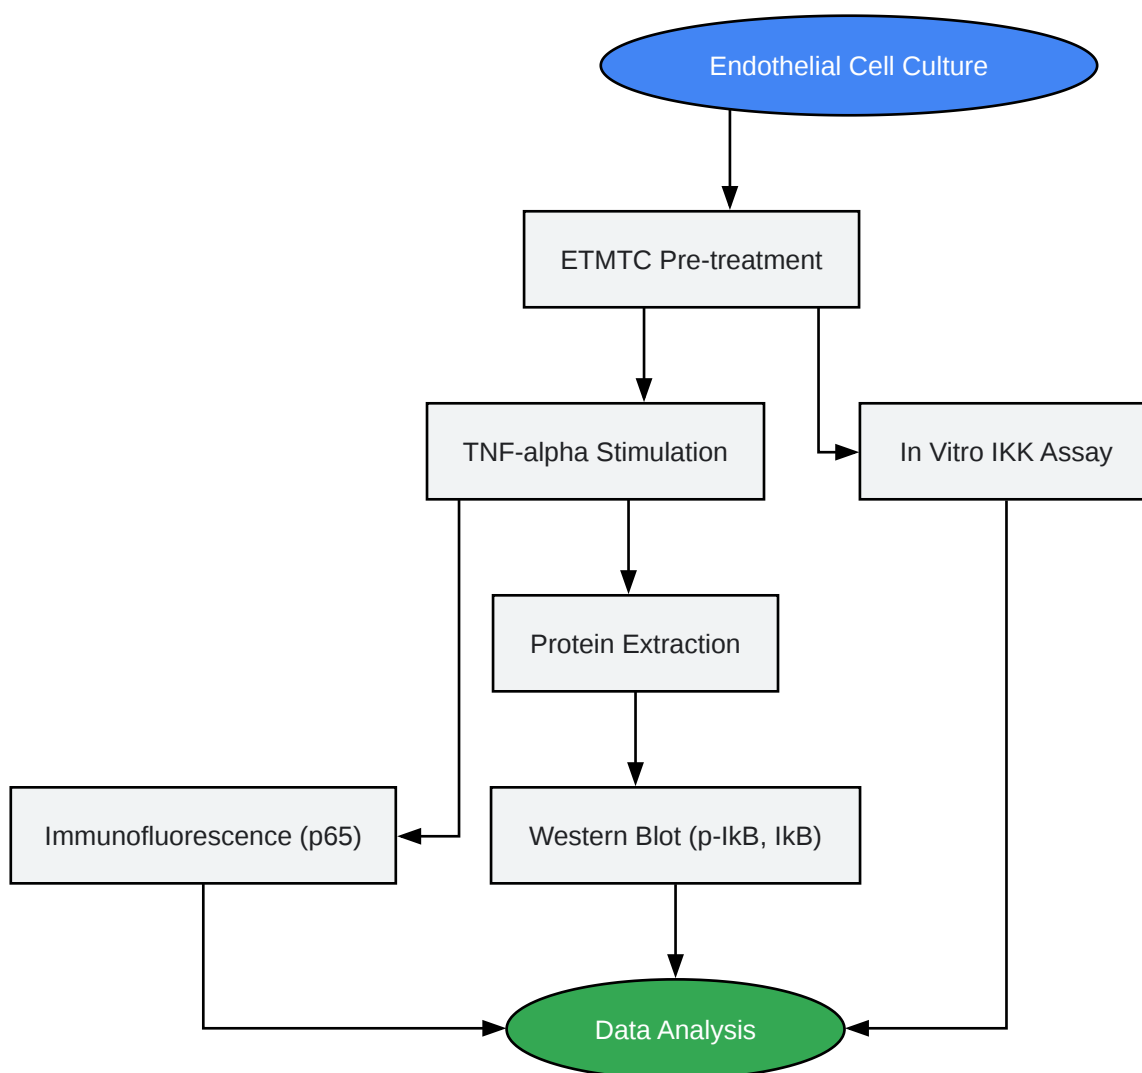 Endothelial Cell Culture
ETMTC Pre-treatment
TNF-alpha Stimulation
In Vitro IKK Assay
Protein Extraction
Immunofluorescence (p65)
Western Blot (p-IkB, IkB)
Data Analysis